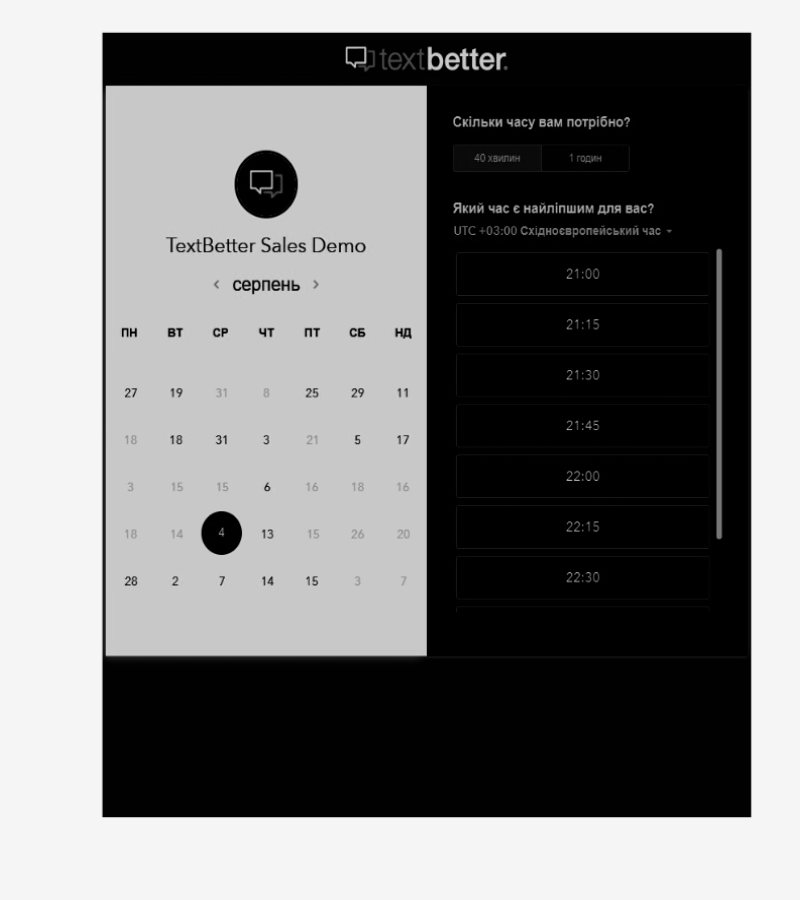 textbetter.
TextBetter Sales Demo
< серпень >
ПН ВТ СР ЧТ ПТ СБ НД
27 19 31 8 25 29 11
18 18 31 3 21 5 17
3 15 15 6 16 18 16
18 14 4 13 15 26 20
28 2 7 14 15 3 7
Скільки часу вам потрібно?
40 хвилин 1 годин
Який час є найліпшим для вас?
UTC +03:00 Східноєвропейський час
21:00
21:15
21:30
21:45
22:00
22:15
22:30